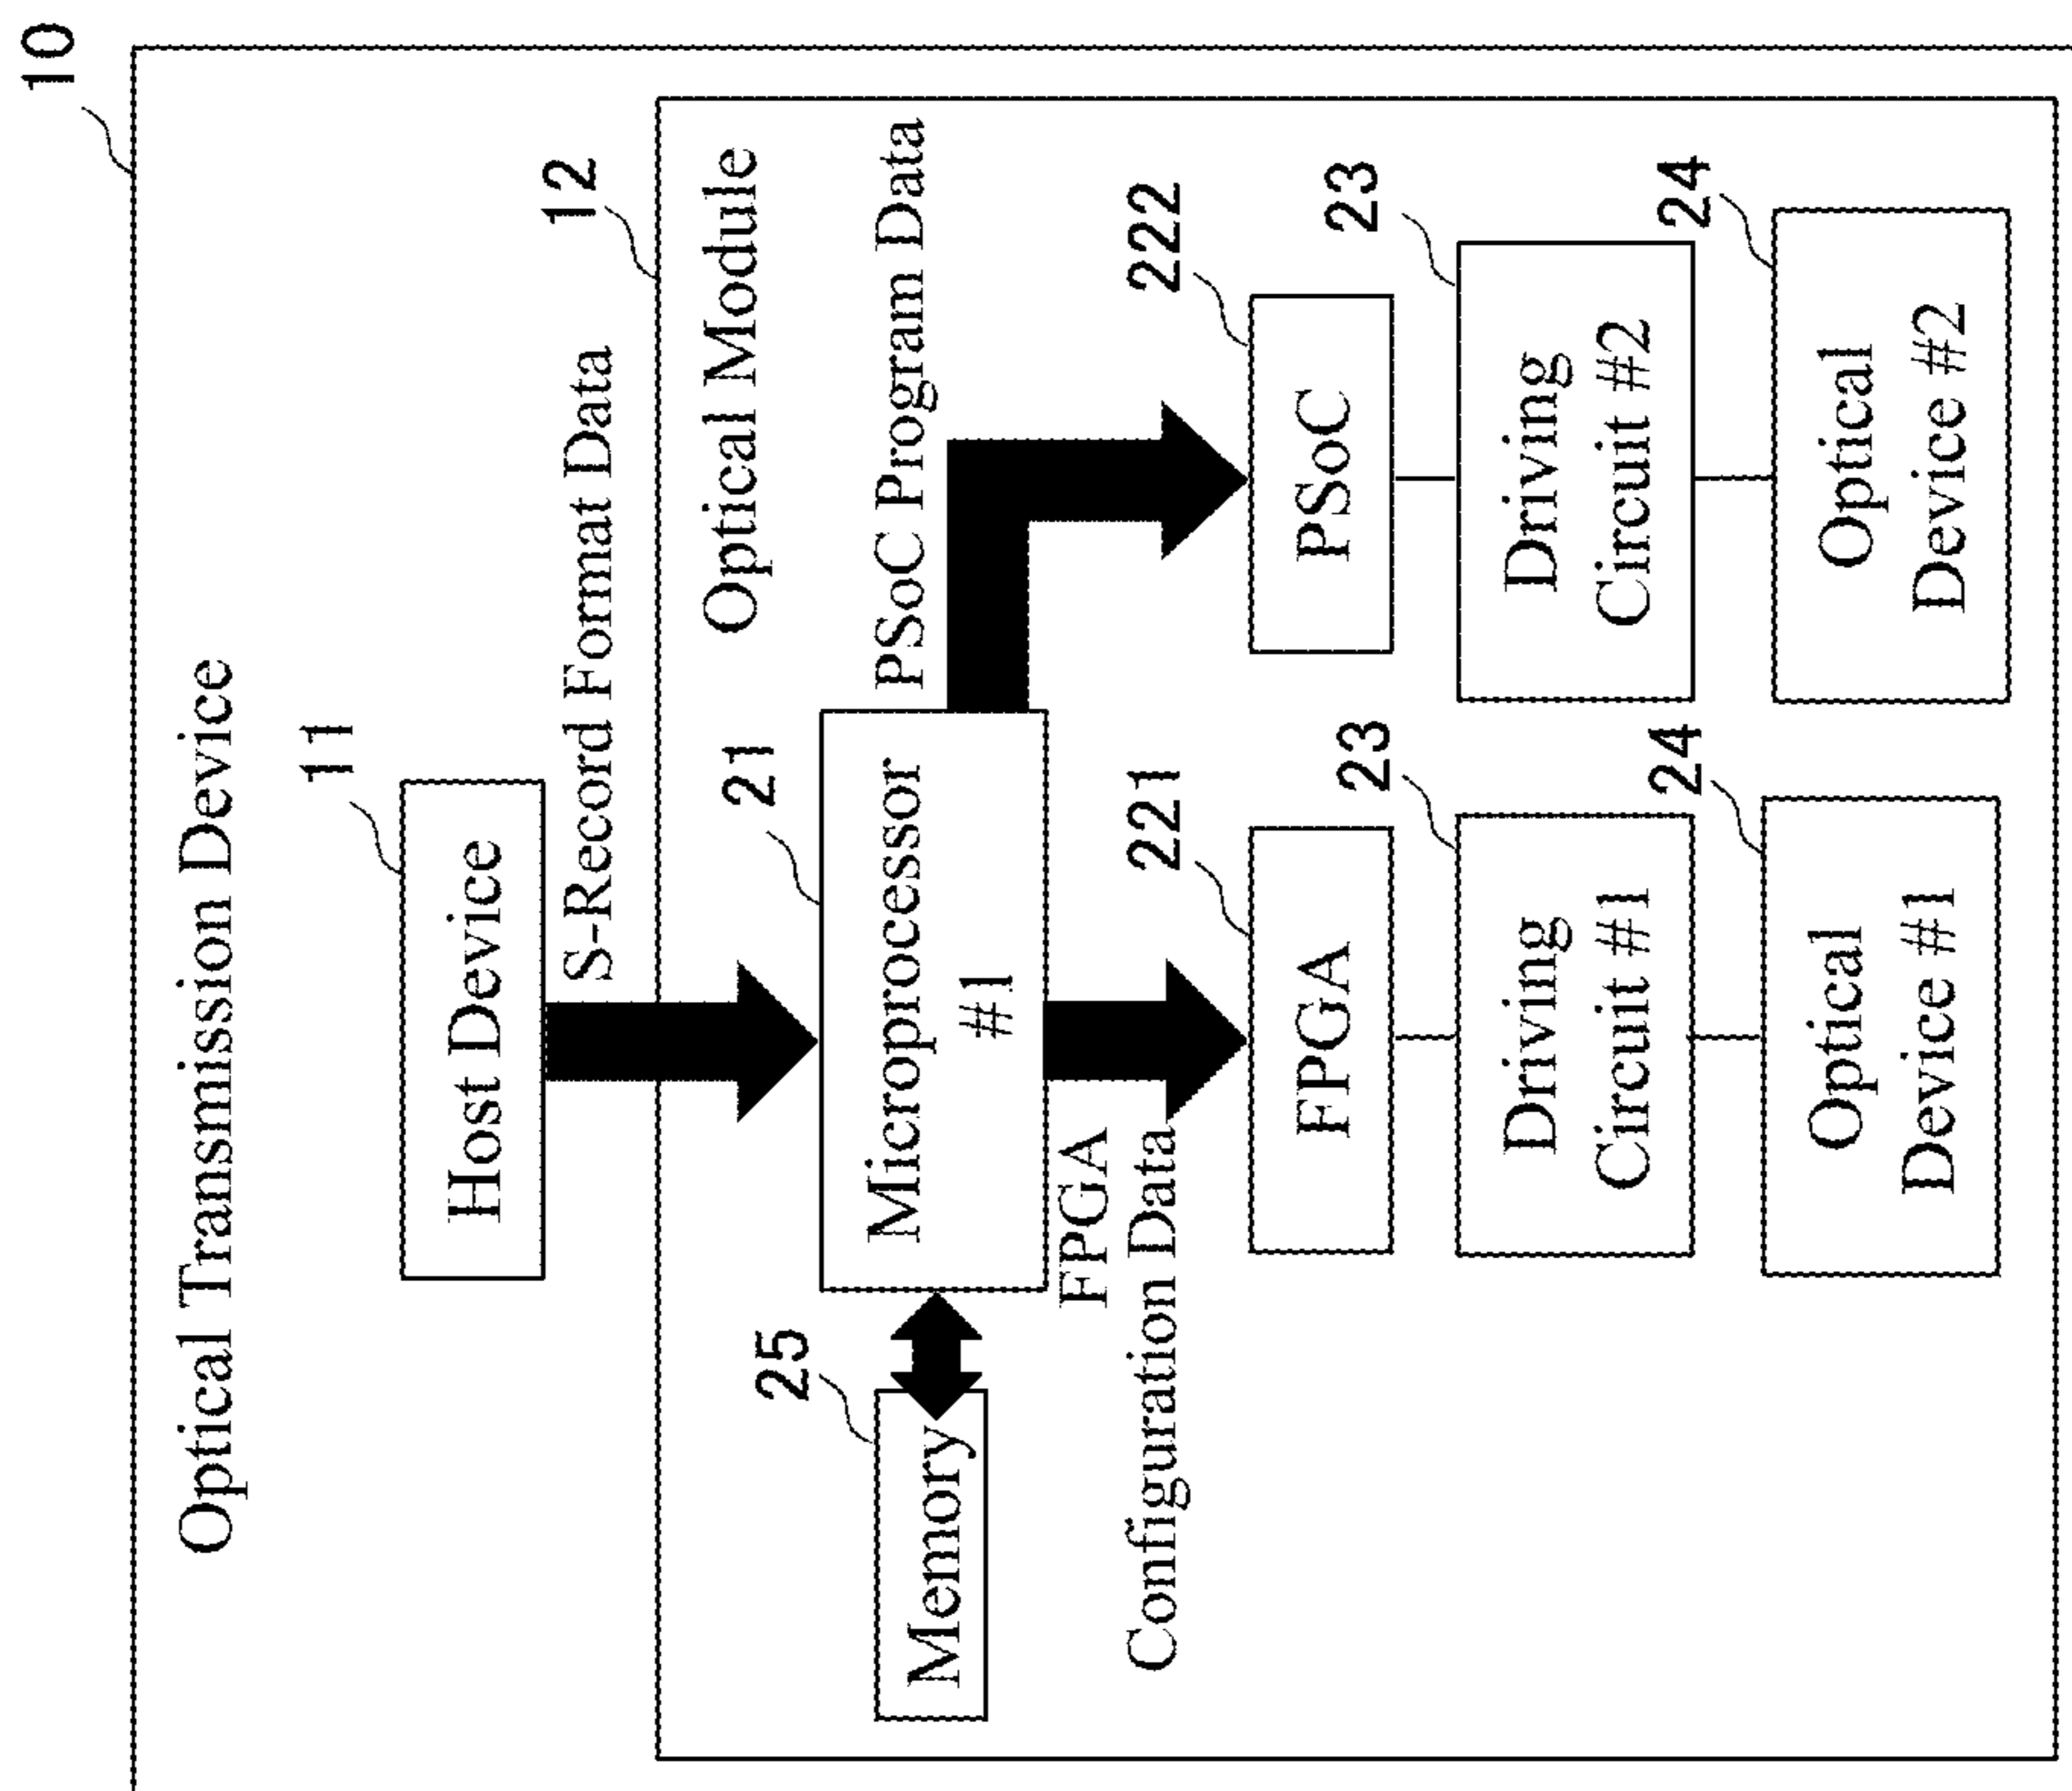 10
Optical Transmission Device
11
Host Device
S-Record Format Data
12
Optical Module
21
Microprocessor
#1
25
Memory
PSoC Program Data
FPGA
Configuration Data
221
FPGA
222
PSoC
23
Driving
Circuit #1
23
Driving
Circuit #2
24
Optical
Device #1
24
Optical
Device #2